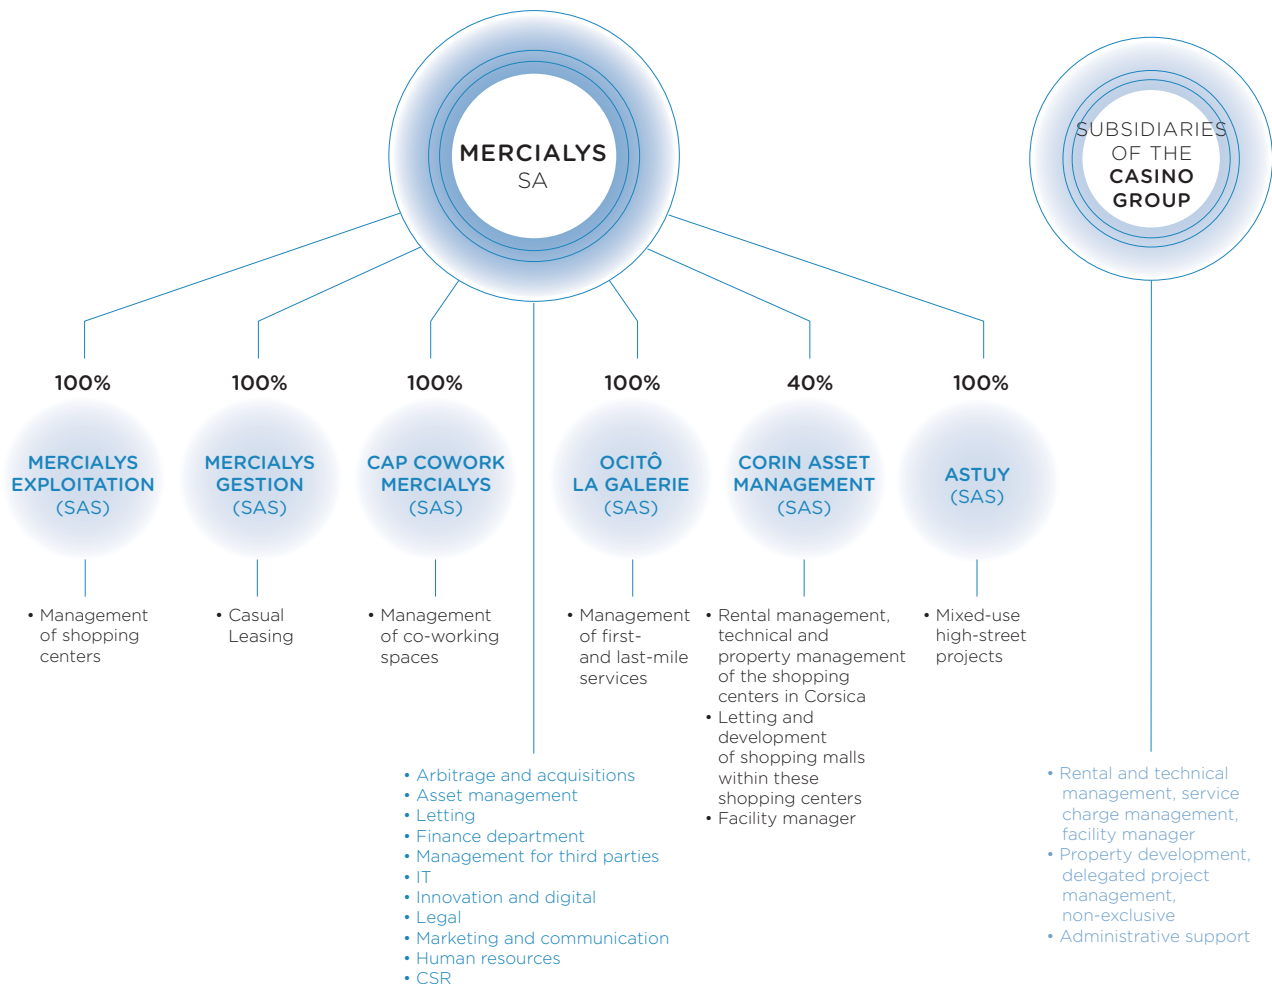 MERCIALYS
SA
SUBSIDIARIES
OF THE
CASINO
GROUP
100%
MERCIALYS
EXPLOITATION
(SAS)
• Management
of shopping
centers
100%
MERCIALYS
GESTION
(SAS)
• Casual
Leasing
100%
CAP COWORK
MERCIALYS
(SAS)
• Management
of co-working
spaces
100%
OCITÔ
LA GALERIE
(SAS)
• Management
of first-
and last-mile
services
40%
CORIN ASSET
MANAGEMENT
(SAS)
• Rental management,
technical and
property management
of the shopping
centers in Corsica
• Letting and
development
of shopping malls
within these
shopping centers
• Facility manager
100%
ASTUY
(SAS)
• Mixed-use
high-street
projects
• Arbitrage and acquisitions
• Asset management
• Letting
• Finance department
• Management for third parties
• IT
• Innovation and digital
• Legal
• Marketing and communication
• Human resources
• CSR
• Rental and technical
management, service
charge management,
facility manager
• Property development,
delegated project
management,
non-exclusive
• Administrative support